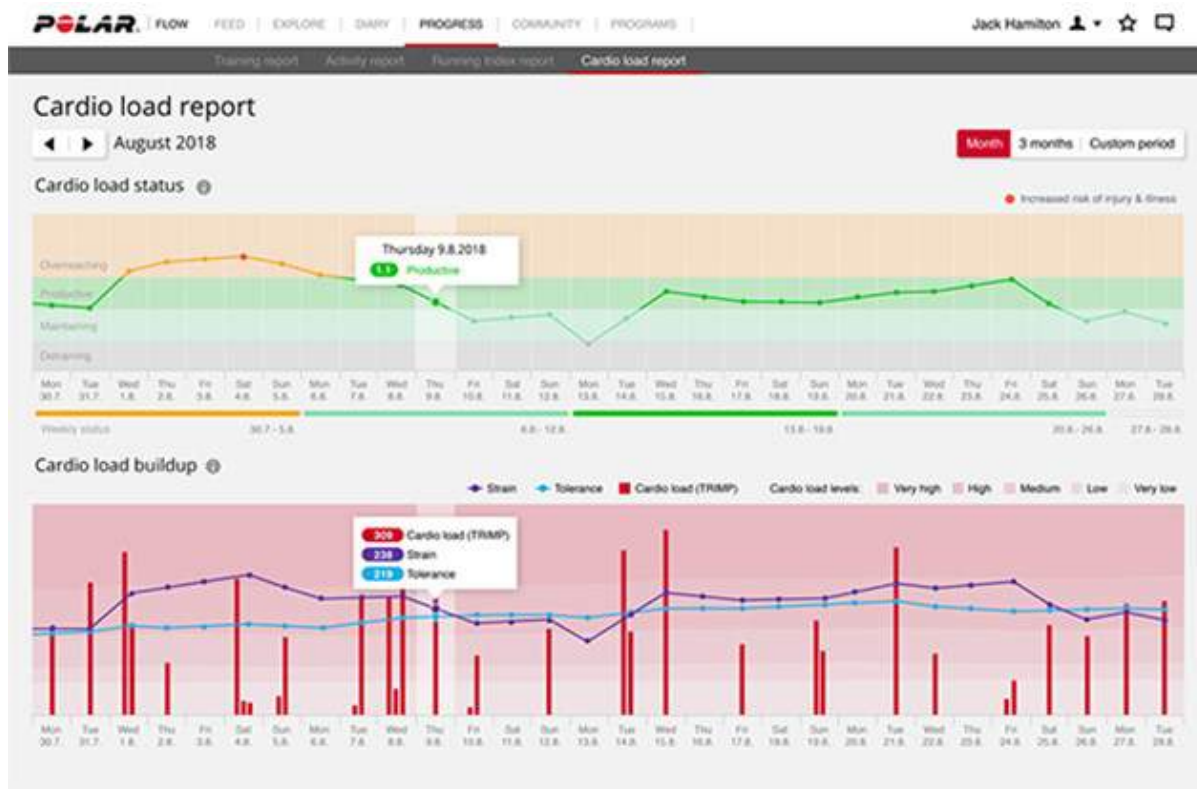 POLAR. FLOW FEED EXPLORE DIARY PROGRESS COMMUNITY PROGRAMS Jack Hamilton
Training report Activity report Running Index report Cardio load report
Cardio load report
August 2018 Month 3 months Custom period
Cardio load status
Increased risk of injury & illness
Thursday 9.8.2018
1.1 Productive
Overreaching
Productive
Maintaining
Detraining
Mon Tue Wed Thu Fri Sat Sun Mon Tue Wed Thu Fri Sat Sun Mon Tue Wed Thu Fri Sat Sun Mon Tue Wed Thu Fri Sat Sun Mon Tue
30.7. 31.7. 1.8. 2.8. 3.8. 4.8. 5.8. 6.8. 7.8. 8.8. 9.8. 10.8. 11.8. 12.8. 13.8. 14.8. 15.8. 16.8. 17.8. 18.8. 19.8. 20.8. 21.8. 22.8. 23.8. 24.8. 25.8. 26.8. 27.8. 28.8.
Weekly status 30.7 - 5.8. 6.8. - 12.8. 13.8 - 19.8. 20.8. - 26.8. 27.8. - 28.8.
Cardio load buildup
Strain Tolerance Cardio load (TRIMP) Cardio load levels: Very high High Medium Low Very low
309 Cardio load (TRIMP)
238 Strain
219 Tolerance
Mon Tue Wed Thu Fri Sat Sun Mon Tue Wed Thu Fri Sat Sun Mon Tue Wed Thu Fri Sat Sun Mon Tue Wed Thu Fri Sat Sun Mon Tue
30.7. 31.7. 1.8. 2.8. 3.8. 4.8. 5.8. 6.8. 7.8. 8.8. 9.8. 10.8. 11.8. 12.8. 13.8. 14.8. 15.8. 16.8. 17.8. 18.8. 19.8. 20.8. 21.8. 22.8. 23.8. 24.8. 25.8. 26.8. 27.8. 28.8.